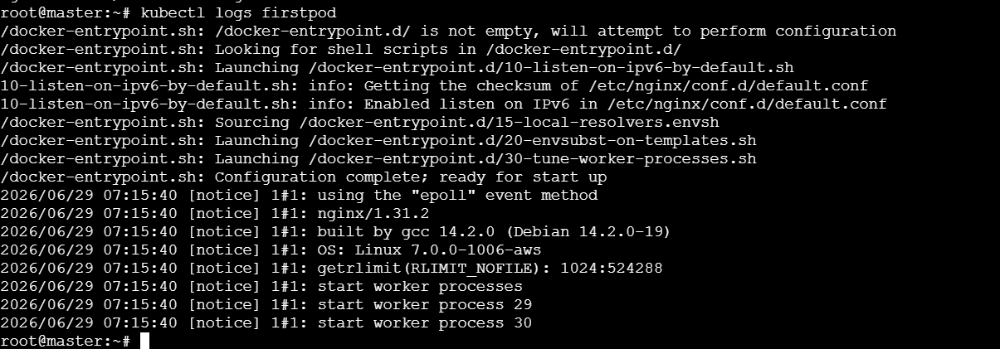 root@master:~# kubectl logs firstpod
/docker-entrypoint.sh: /docker-entrypoint.d/ is not empty, will attempt to perform configuration
/docker-entrypoint.sh: Looking for shell scripts in /docker-entrypoint.d/
/docker-entrypoint.sh: Launching /docker-entrypoint.d/10-listen-on-ipv6-by-default.sh
10-listen-on-ipv6-by-default.sh: info: Getting the checksum of /etc/nginx/conf.d/default.conf
10-listen-on-ipv6-by-default.sh: info: Enabled listen on IPv6 in /etc/nginx/conf.d/default.conf
/docker-entrypoint.sh: Sourcing /docker-entrypoint.d/15-local-resolvers.envsh
/docker-entrypoint.sh: Launching /docker-entrypoint.d/20-envsubst-on-templates.sh
/docker-entrypoint.sh: Launching /docker-entrypoint.d/30-tune-worker-processes.sh
/docker-entrypoint.sh: Configuration complete; ready for start up
2026/06/29 07:15:40 [notice] 1#1: using the "epoll" event method
2026/06/29 07:15:40 [notice] 1#1: nginx/1.31.2
2026/06/29 07:15:40 [notice] 1#1: built by gcc 14.2.0 (Debian 14.2.0-19)
2026/06/29 07:15:40 [notice] 1#1: OS: Linux 7.0.0-1006-aws
2026/06/29 07:15:40 [notice] 1#1: getrlimit(RLIMIT_NOFILE): 1024:524288
2026/06/29 07:15:40 [notice] 1#1: start worker processes
2026/06/29 07:15:40 [notice] 1#1: start worker process 29
2026/06/29 07:15:40 [notice] 1#1: start worker process 30
root@master:~#